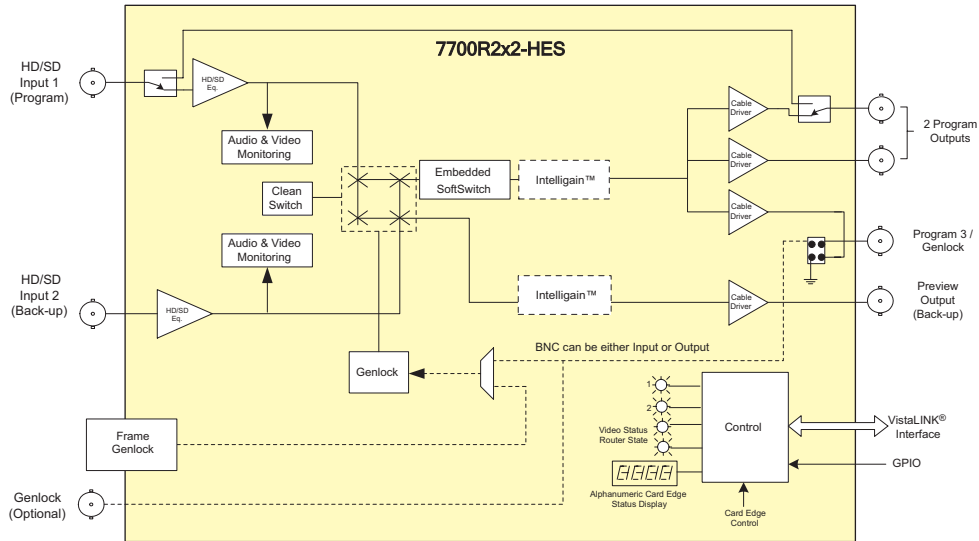 7700R2x2-HES
HD/SD
Input 1
(Program)
HD/SD
Eq.
Audio & Video
Monitoring
Clean
Switch
Embedded
SoftSwitch
Intelligain™
Cable
Driver
2 Program
Outputs
Cable
Driver
Cable
Driver
Program 3 /
Genlock
Audio & Video
Monitoring
HD/SD
Input 2
(Back-up)
HD/SD
Eq.
Intelligain™
Cable
Driver
Preview
Output
(Back-up)
BNC can be either Input or Output
Genlock
1
2
Video Status
Router State
Control
VistaLINK®
Interface
Frame
Genlock
GPIO
Alphanumeric Card Edge
Status Display
Genlock
(Optional)
Card Edge
Control